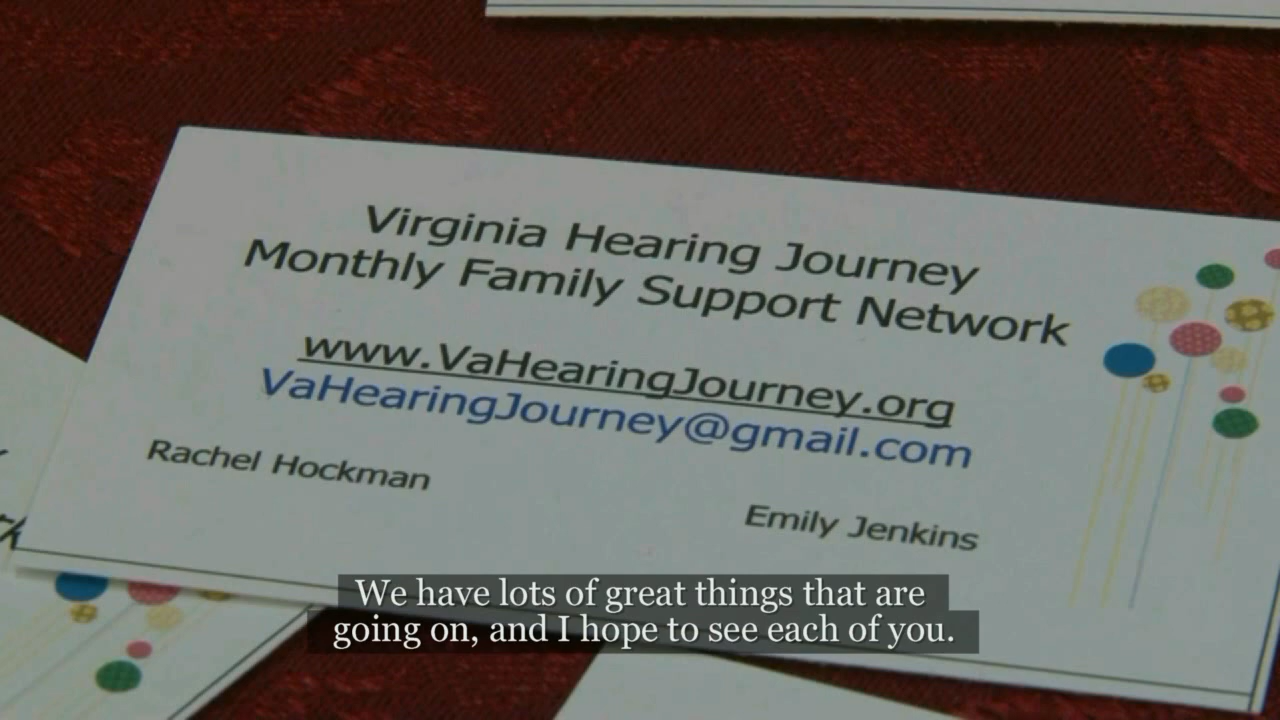 Virginia Hearing Journey
Monthly Family Support Network
www.VaHearingJourney.org
VaHearingJourney@gmail.com
Rachel Hockman
Emily Jenkins
We have lots of great things that are
going on, and I hope to see each of you.